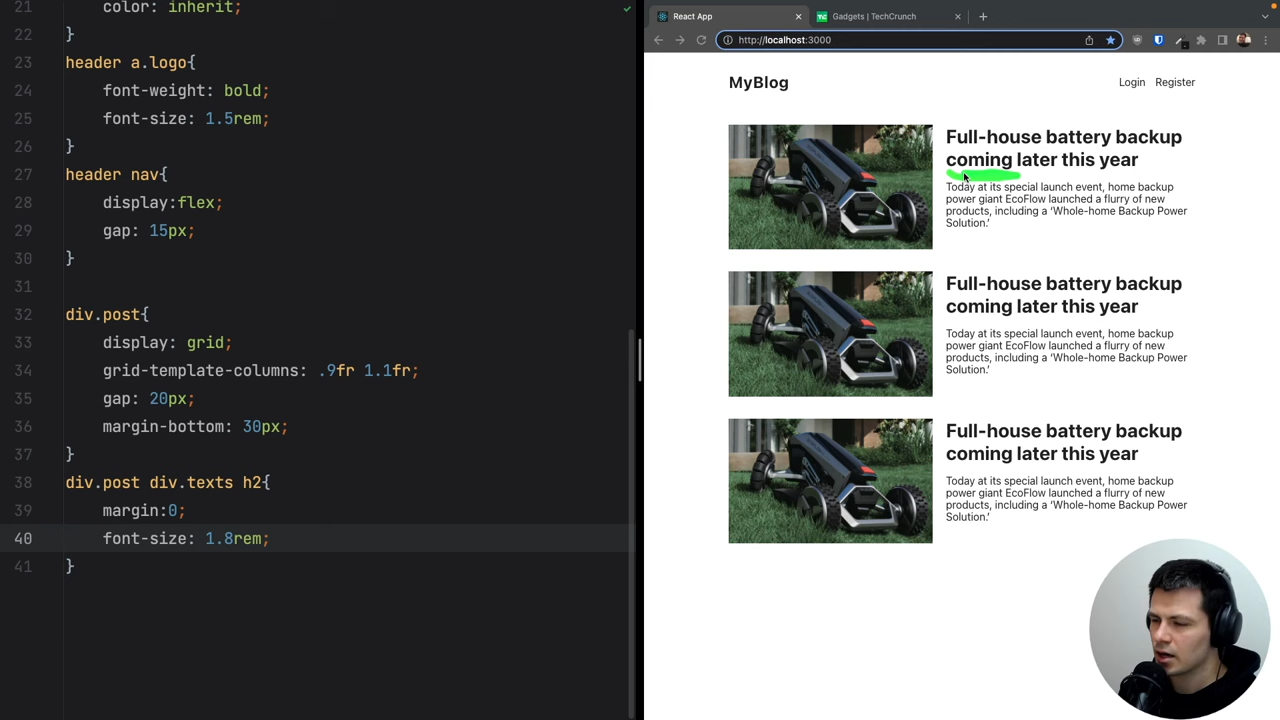 21 color: inherit;
22 }
23 header a.logo{
24 font-weight: bold;
25 font-size: 1.5rem;
26 }
27 header nav{
28 display:flex;
29 gap: 15px;
30 }
31
32 div.post{
33 display: grid;
34 grid-template-columns: .9fr 1.1fr;
35 gap: 20px;
36 margin-bottom: 30px;
37 }
38 div.post div.texts h2{
39 margin:0;
40 font-size: 1.8rem;
41 }
React App
Gadgets | TechCrunch
http://localhost:3000
MyBlog
Login Register
Full-house battery backup
coming later this year
Today at its special launch event, home backup
power giant EcoFlow launched a flurry of new
products, including a ‘Whole-home Backup Power
Solution.’
Full-house battery backup
coming later this year
Today at its special launch event, home backup
power giant EcoFlow launched a flurry of new
products, including a ‘Whole-home Backup Power
Solution.’
Full-house battery backup
coming later this year
Today at its special launch event, home backup
power giant EcoFlow launched a flurry of new
products, including a ‘Whole-home Backup Power
Solution.’